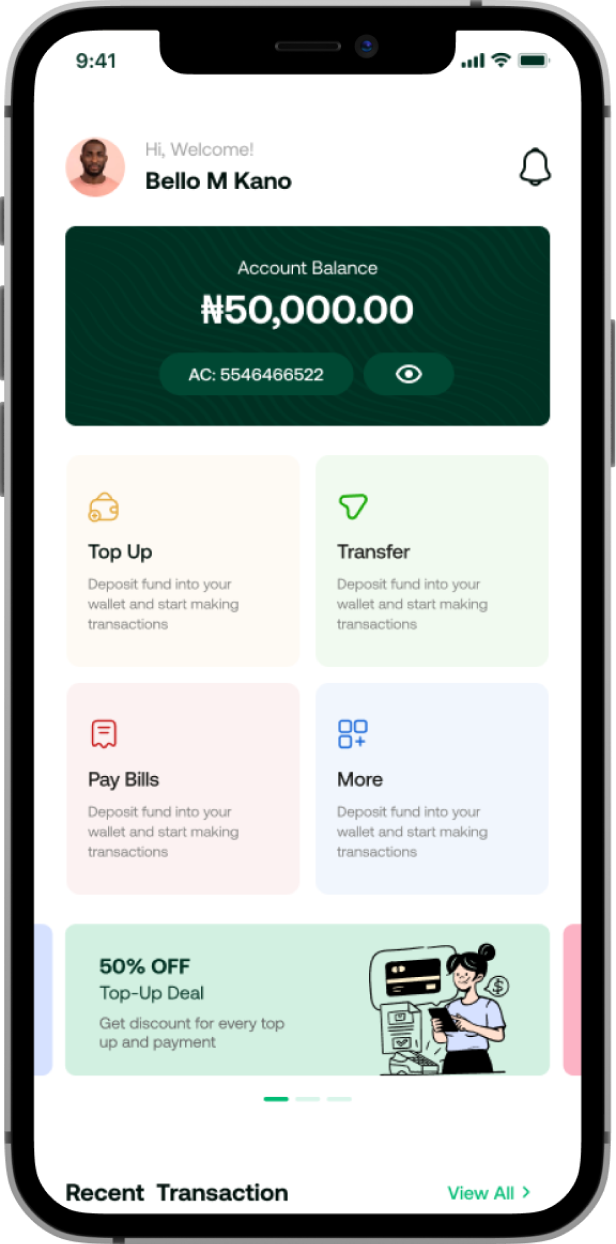 9:41
Hi, Welcome!
Bello M Kano
Account Balance
₦50,000.00
AC: 5546466522
Top Up
Deposit fund into your
wallet and start making
transactions
Transfer
Deposit fund into your
wallet and start making
transactions
Pay Bills
Deposit fund into your
wallet and start making
transactions
More
Deposit fund into your
wallet and start making
transactions
50% OFF
Top-Up Deal
Get discount for every top
up and payment
$
Recent Transaction
View All >